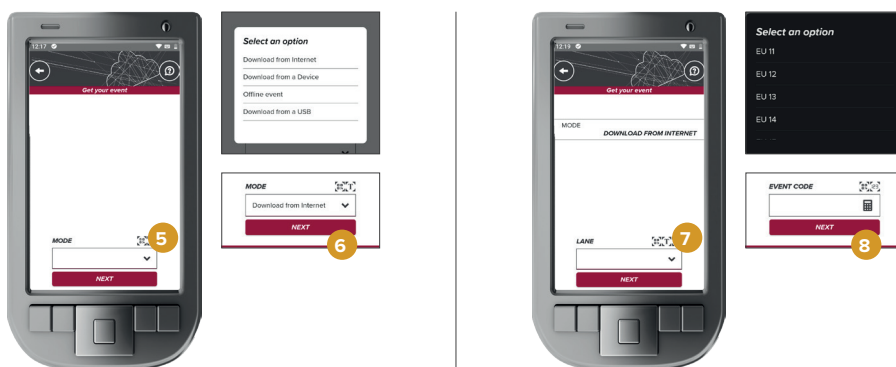 12:17
Get your event
MODE
5
NEXT
Select an option
Download from Internet
Download from a Device
Offline event
Download from a USB
MODE
T
Download from Internet
NEXT
6
12:19
Get your event
MODE
DOWNLOAD FROM INTERNET
LANE
T
7
NEXT
Select an option
EU 11
EU 12
EU 13
EU 14
EVENT CODE
NEXT
8